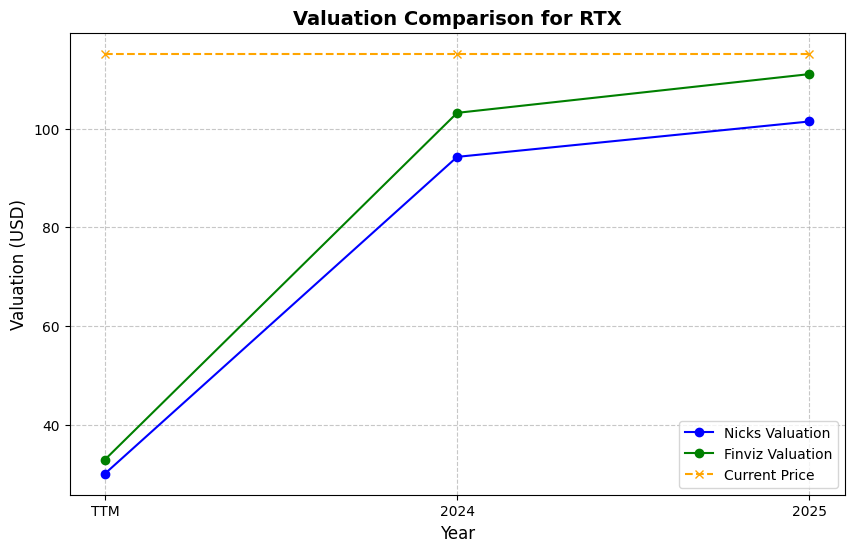 Valuation Comparison for RTX
Valuation (USD)
100
80
60
40
TTM
2024
2025
Year
Nicks Valuation
Finviz Valuation
Current Price